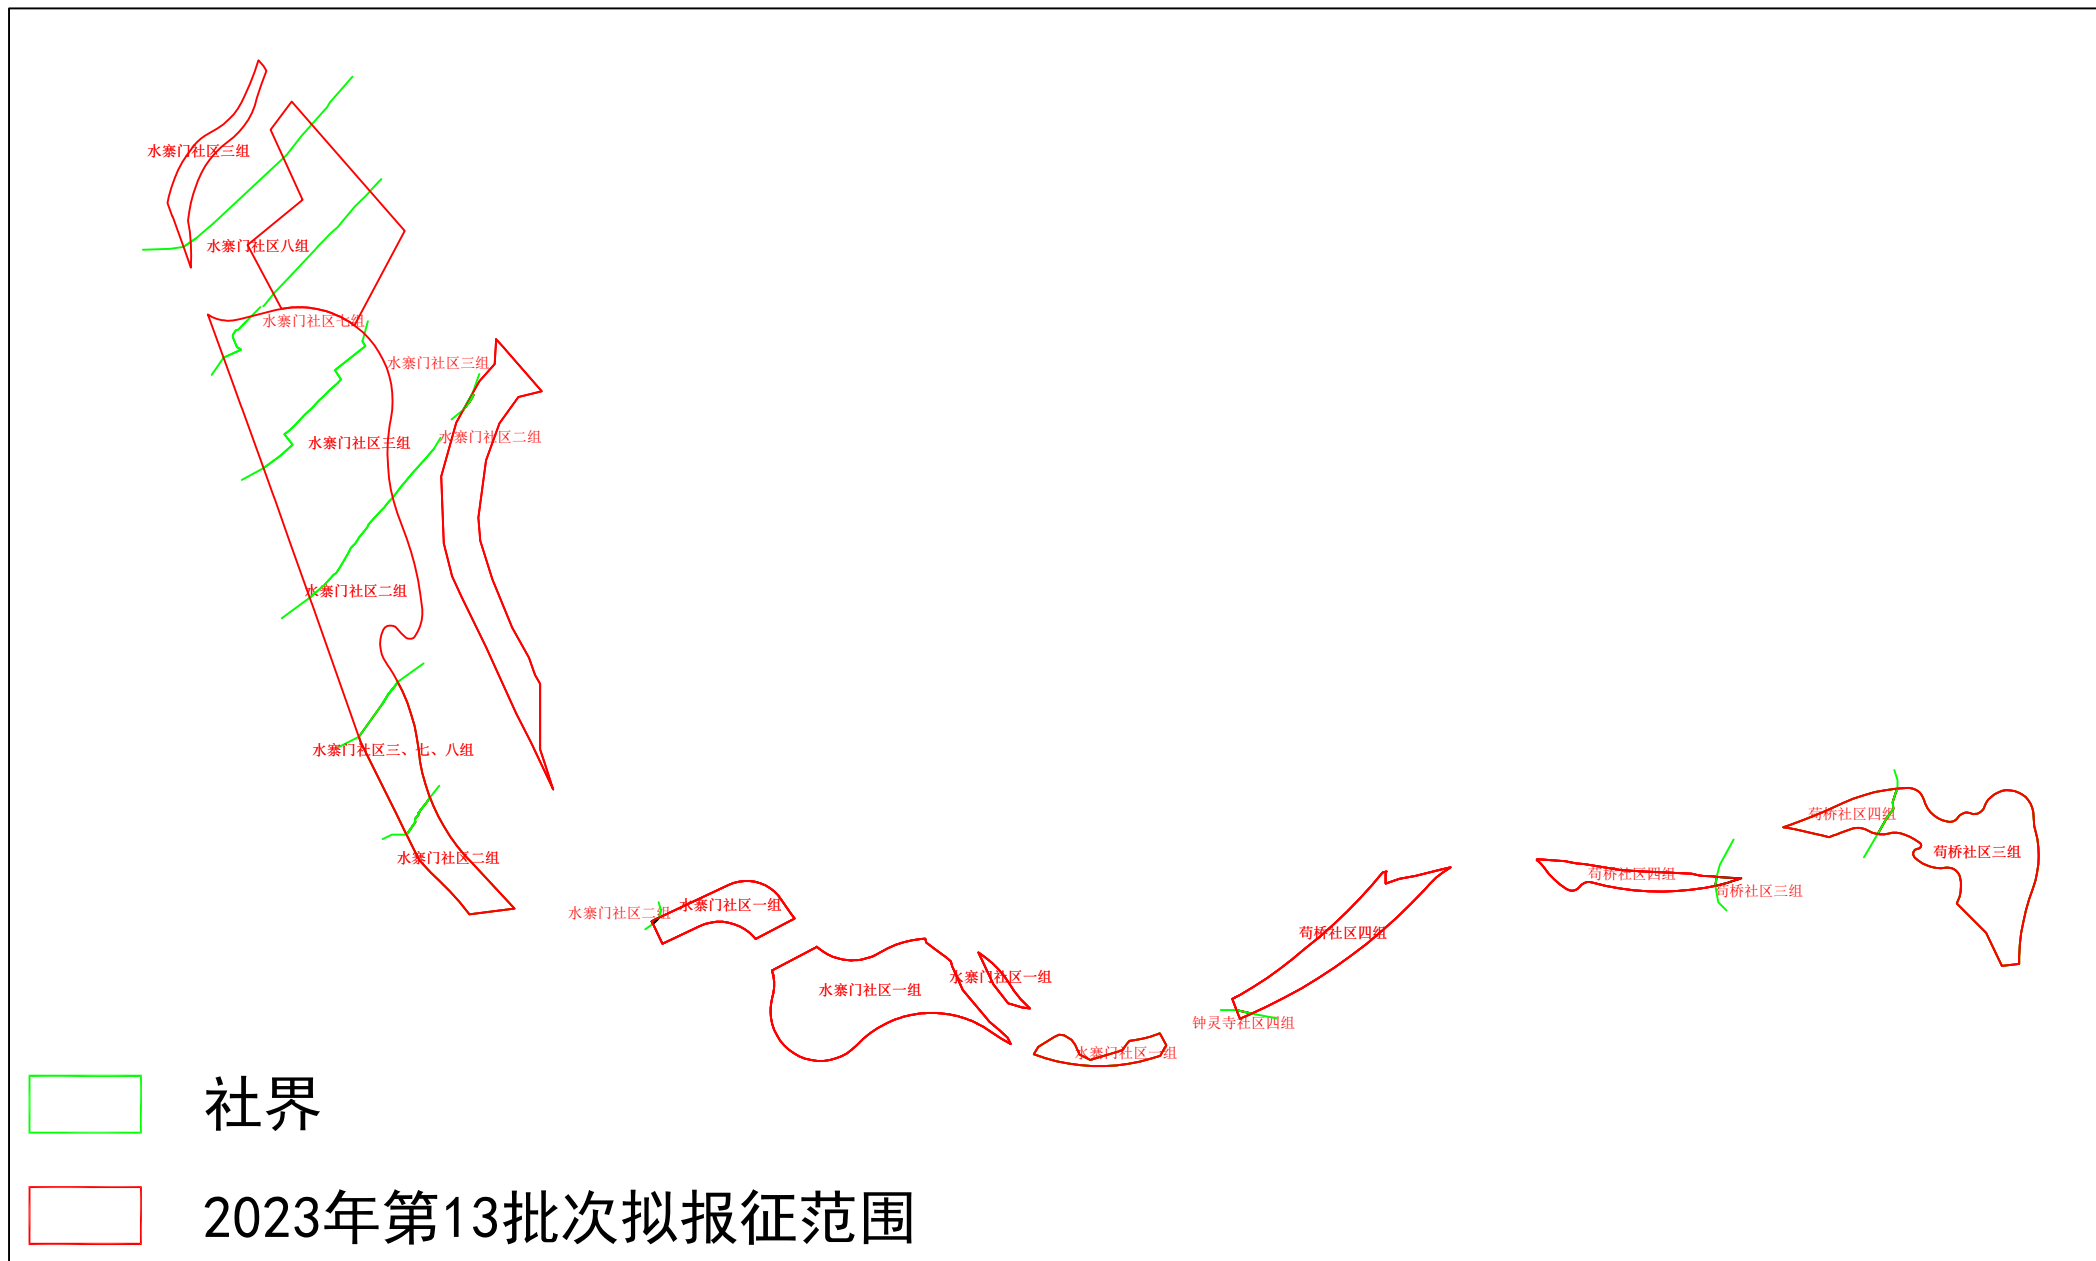 水寨门社区三组
水寨门社区八组
水寨门社区七组
水寨门社区三组
水寨门社区二组
水寨门社区三组
水寨门社区二组
水寨门社区三、七、八组
水寨门社区二组
水寨门社区二组
水寨门社区一组
水寨门社区一组
水寨门社区一组
水寨门社区一组
钟灵寺社区四组
荀桥社区四组
荀桥社区四组
荀桥社区三组
荀桥社区四组
荀桥社区三组
社界
2023年第13批次拟报征范围